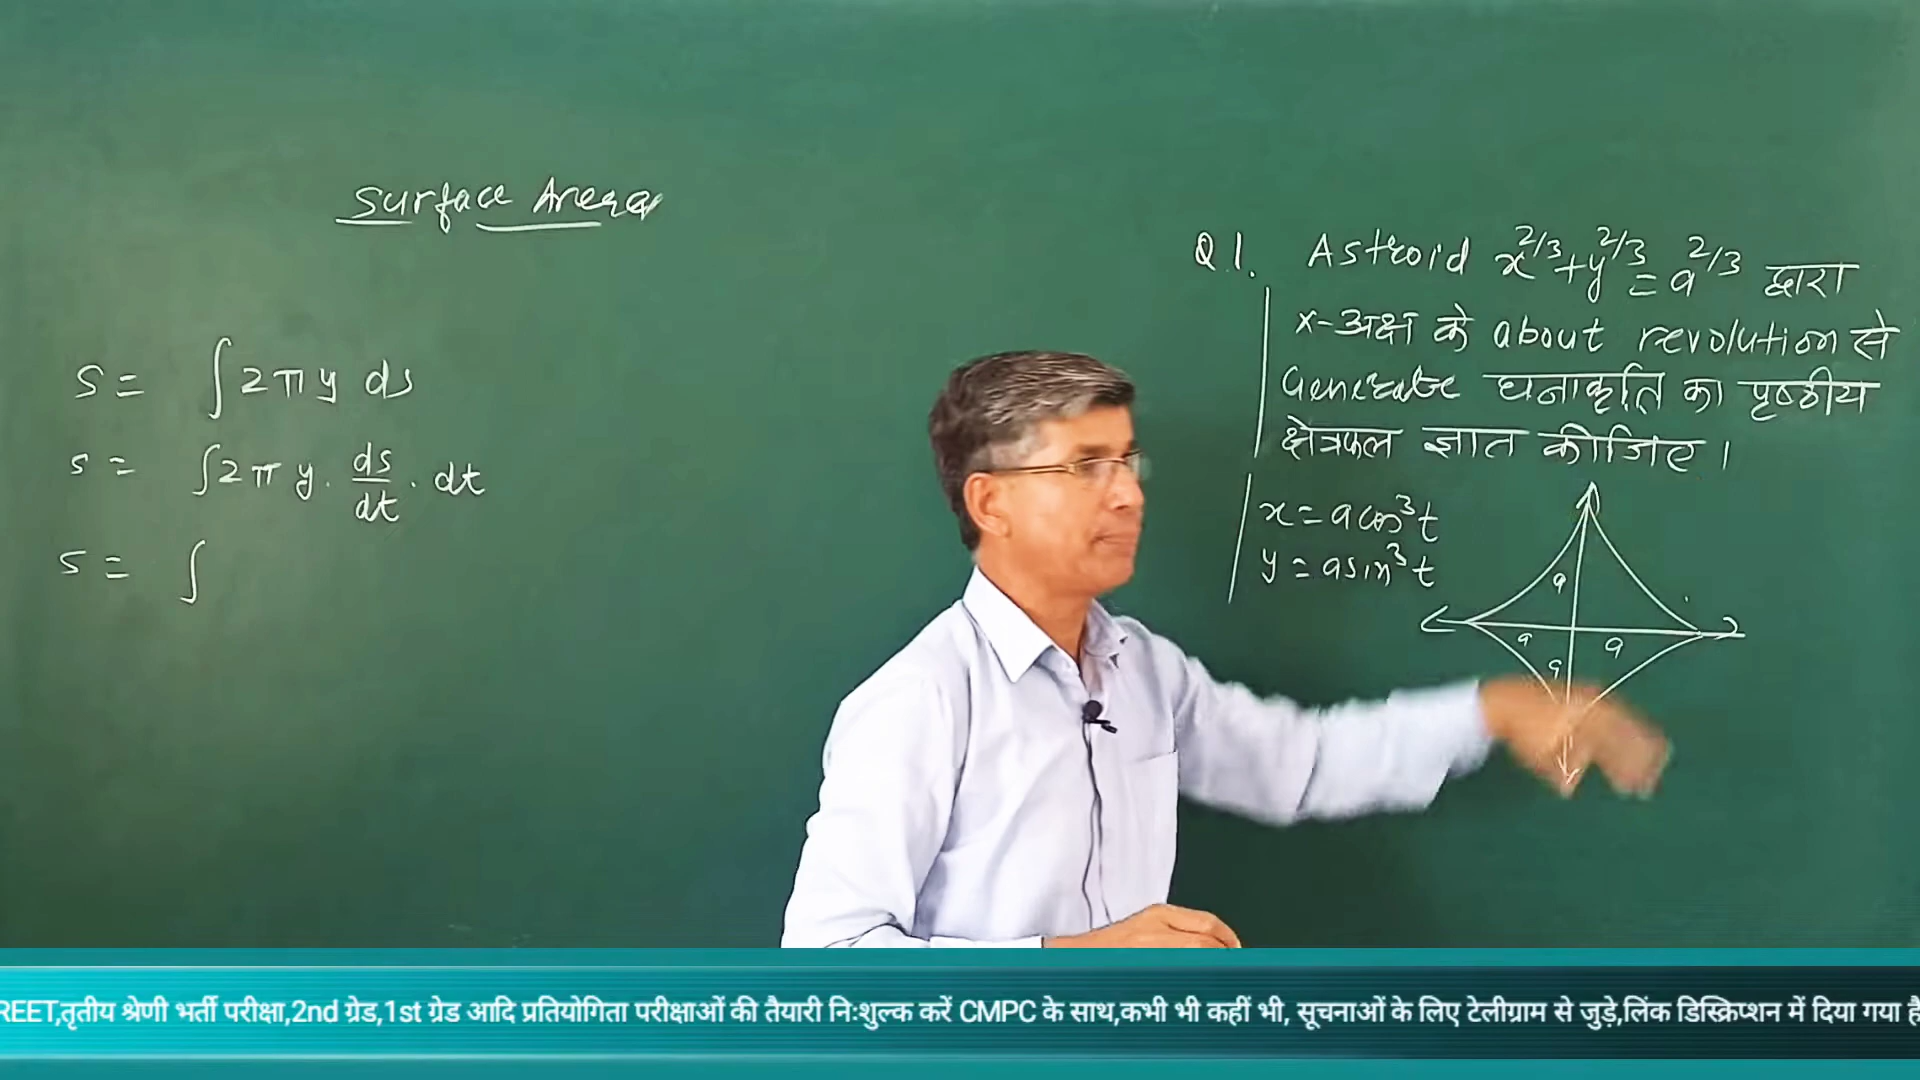 Surface Area
S = ∫ 2πy ds
S = ∫ 2πy . ds/dt . dt
S = ∫
Q.1. Astroid x^2/3 + y^2/3 = a^2/3 द्वारा
x-अक्ष के about revolution से
Generate घनाकृति का पृष्ठीय
क्षेत्रफल ज्ञात कीजिए।
x = a cos³t
y = a sin³t
a
a a
a
REET,तृतीय श्रेणी भर्ती परीक्षा,2nd ग्रेड,1st ग्रेड आदि प्रतियोगिता परीक्षाओं की तैयारी निःशुल्क करें CMPC के साथ,कभी भी कहीं भी, सूचनाओं के लिए टेलीग्राम से जुड़े,लिंक डिस्क्रिप्शन में दिया गया है